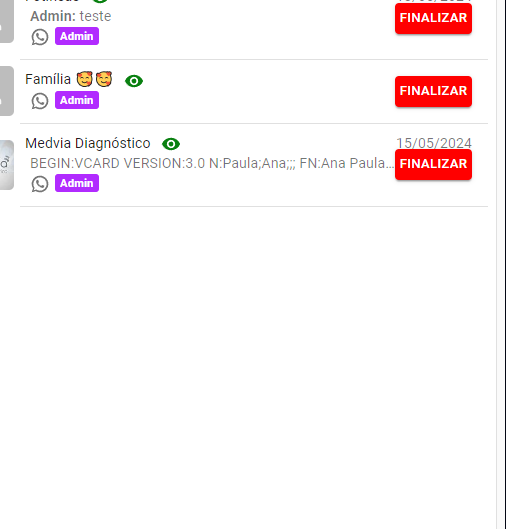 Admin: teste
FINALIZAR
Admin
Família 🥰🥰
FINALIZAR
Admin
Medvia Diagnóstico 15/05/2024
BEGIN:VCARD VERSION:3.0 N:Paula;Ana;;; FN:Ana Paula...
FINALIZAR
Admin